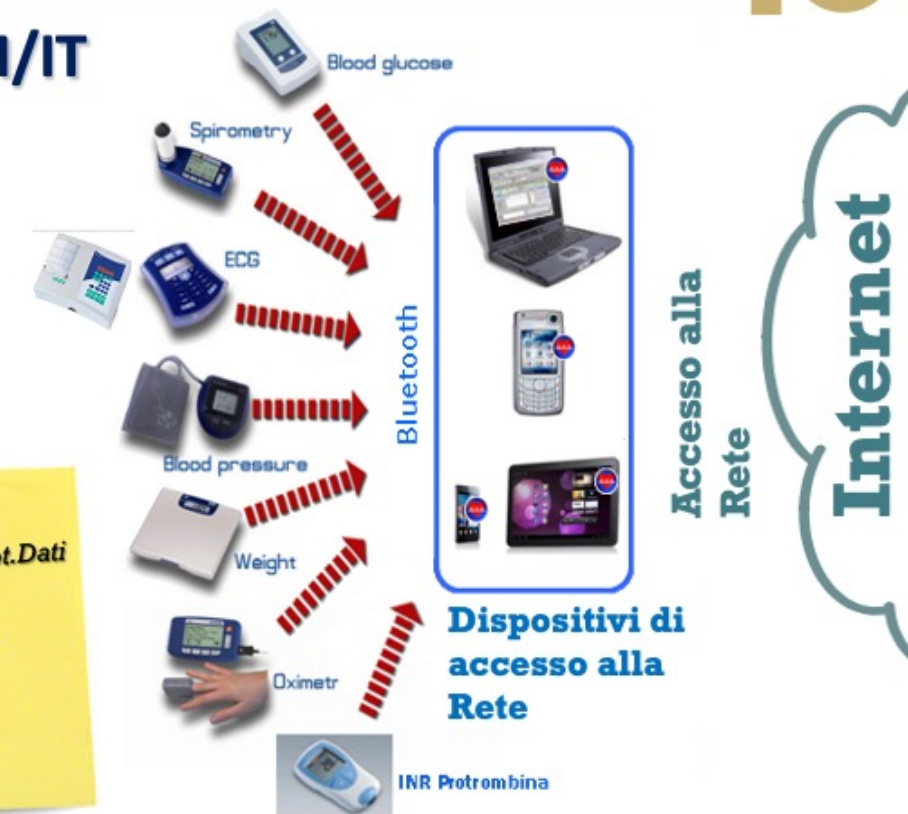 I/IT
Blood glucose
Spirometry
ECG
Bluetooth
Blood pressure
Weight
Oximetr
INR Protrombina
t.Dati
Dispositivi di
accesso alla
Rete
Accesso alla
Rete
Internet